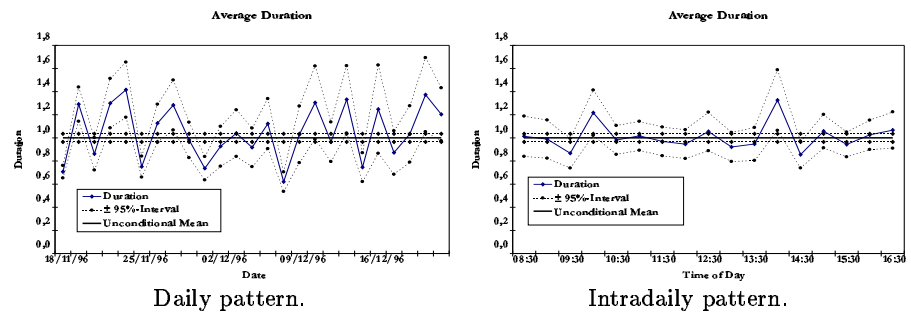 Average Duration
1,8
1,6
1,4
1,2
1,0
0,8
0,6
0,4
0,2
0,0
Duration
Duration
± 95%-Interval
Unconditional Mean
18/11/96 25/11/96 02/12/96 09/12/96 16/12/96
Date
Daily pattern.
Average Duration
1,8
1,6
1,4
1,2
1,0
0,8
0,6
0,4
0,2
0,0
Duration
Duration
± 95%-Interval
Unconditional Mean
08:30 09:30 10:30 11:30 12:30 13:30 14:30 15:30 16:30
Time of Day
Intradaily pattern.